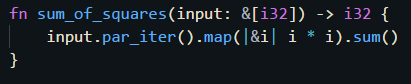 fn sum_of_squares(input: &[i32]) -> i32 {
    input.par_iter().map(|&i| i * i).sum()
}